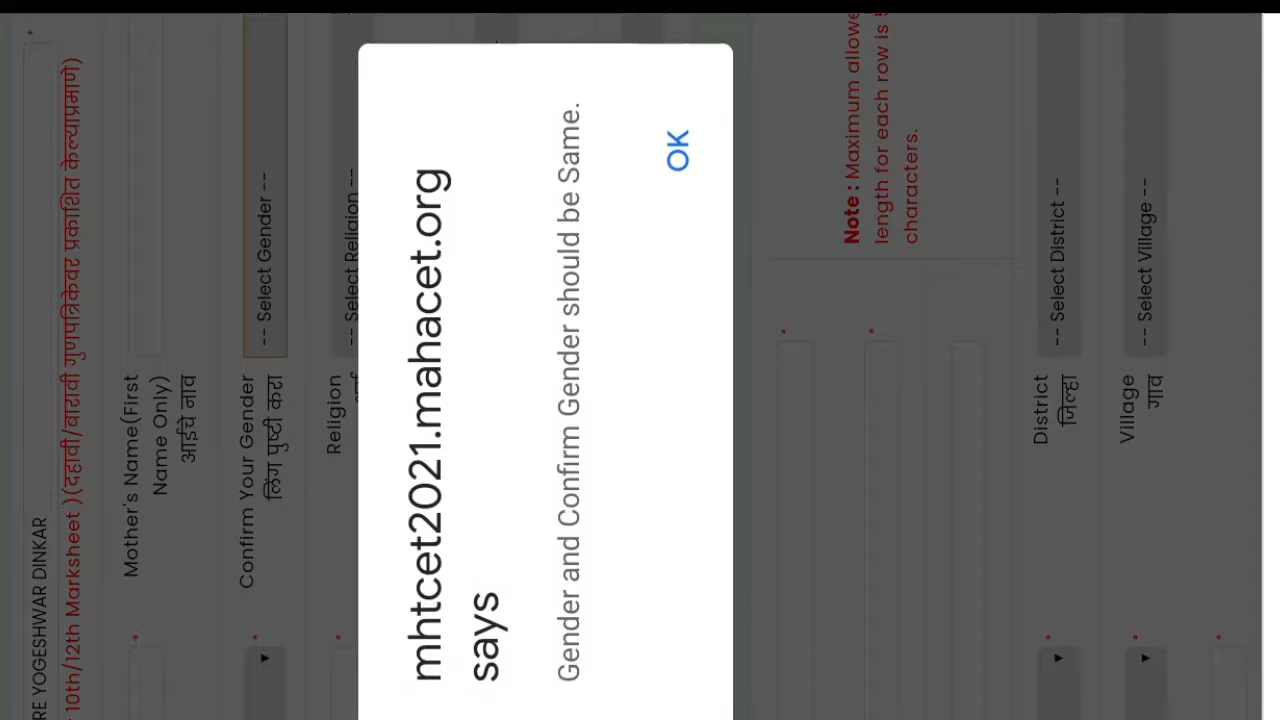 RE YOGESHWAR DINKAR
10th/12th Marksheet )(दहावी/बारावी गुणपत्रिकेवर प्रकाशित केल्याप्रमाणे)
Mother's Name(First
Name Only)
आईचे नाव
Confirm Your Gender
लिंग पुष्टी करा
-- Select Gender --
Religion
-- Select Religion --
mhtcet2021.mahacet.org
says
Gender and Confirm Gender should be Same.
OK
Note : Maximum allowe
length for each row is
characters.
District
जिल्हा
-- Select District --
Village
गाव
-- Select Village --